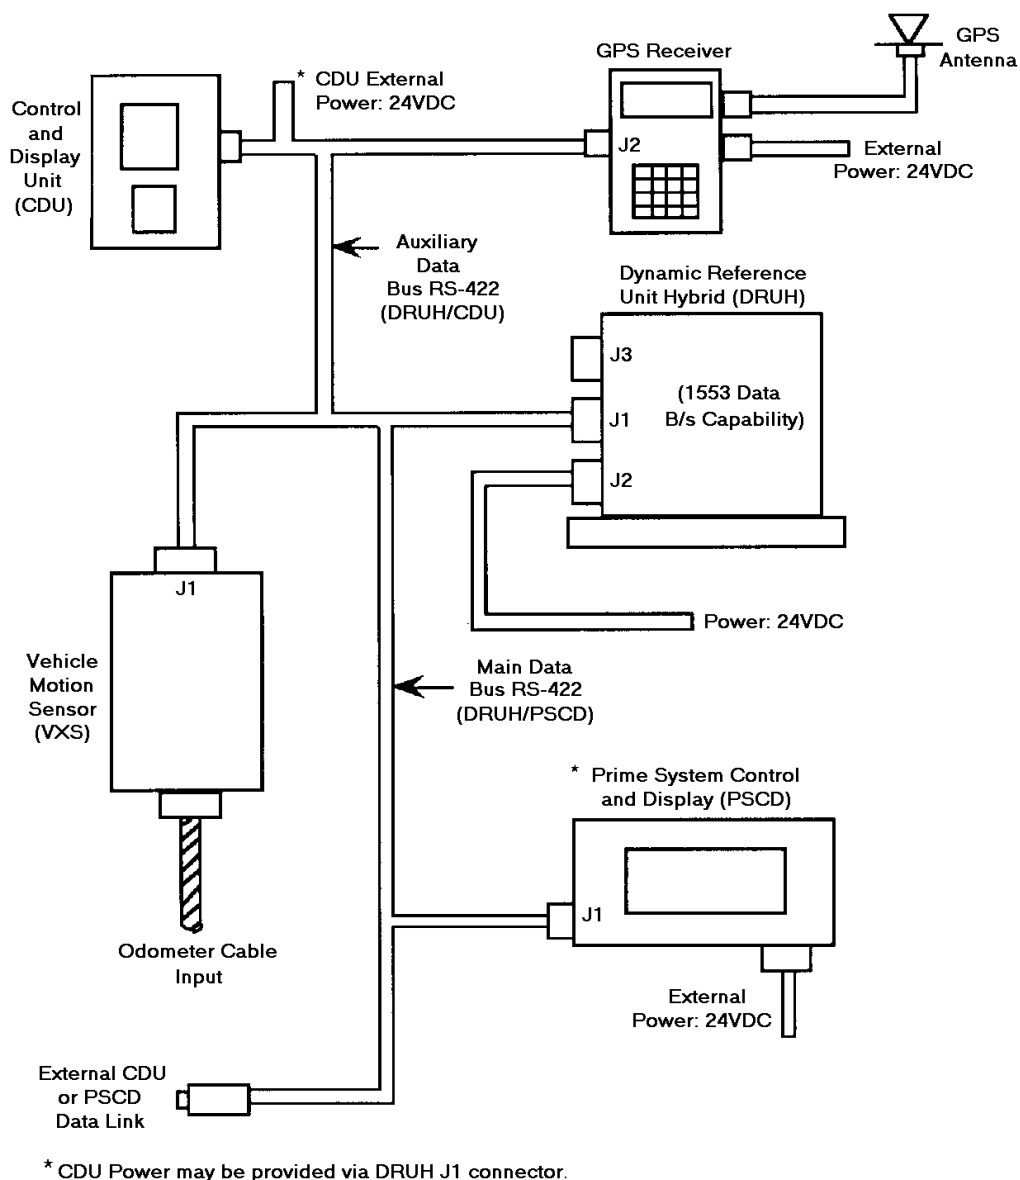 GPS Receiver
GPS
Antenna
* CDU External
Power: 24VDC
Control
and
Display
Unit
(CDU)
J2
External
Power: 24VDC
Auxiliary
Data
Bus RS-422
(DRUH/CDU)
Dynamic Reference
Unit Hybrid (DRUH)
J3
(1553 Data
B/s Capability)
J1
J2
J1
Power: 24VDC
Vehicle
Motion
Sensor
(VXS)
Main Data
Bus RS-422
(DRUH/PSCD)
* Prime System Control
and Display (PSCD)
J1
Odometer Cable
Input
External
Power: 24VDC
External CDU
or PSCD
Data Link
* CDU Power may be provided via DRUH J1 connector.